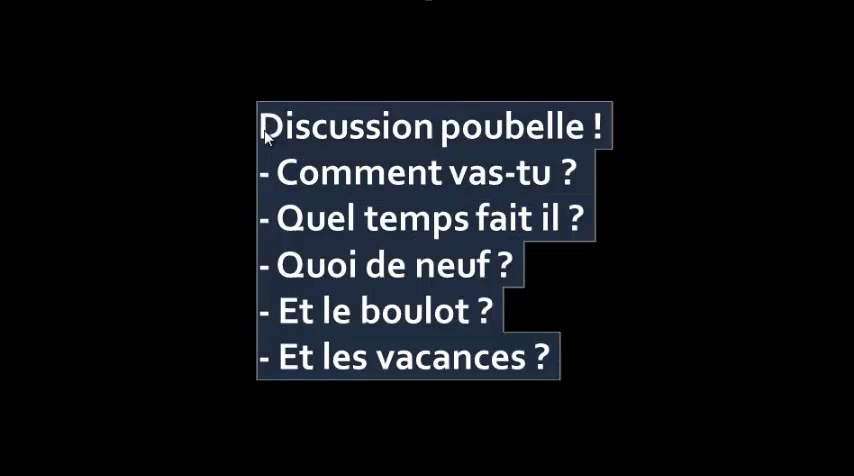 Discussion poubelle !
- Comment vas-tu ?
- Quel temps fait il ?
- Quoi de neuf ?
- Et le boulot ?
- Et les vacances ?